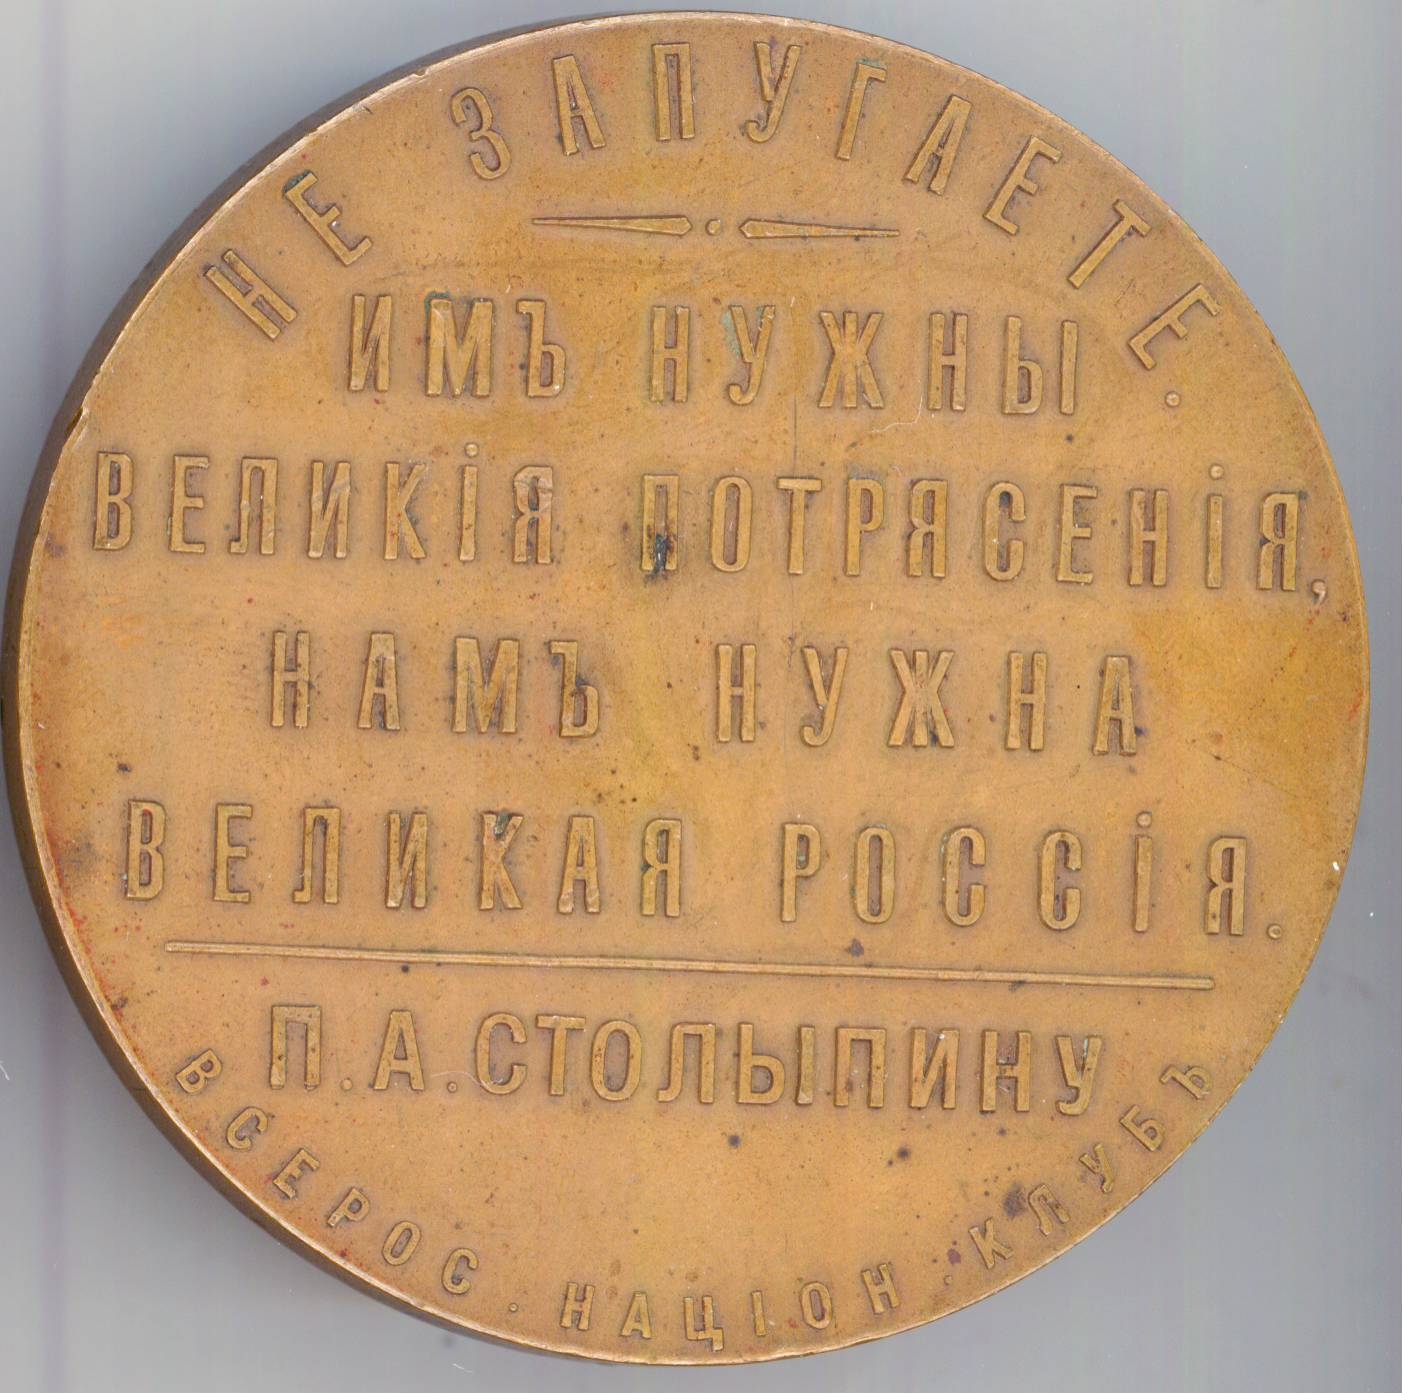 НЕ ЗАПУГАЕТЕ.
ИМЪ НУЖНЫ
ВЕЛИКІЯ ПОТРЯСЕНІЯ,
НАМЪ НУЖНА
ВЕЛИКАЯ РОССІЯ.
П.А.СТОЛЫПИНУ
ВСЕРОС. НАЦІОН. КЛУБЪ